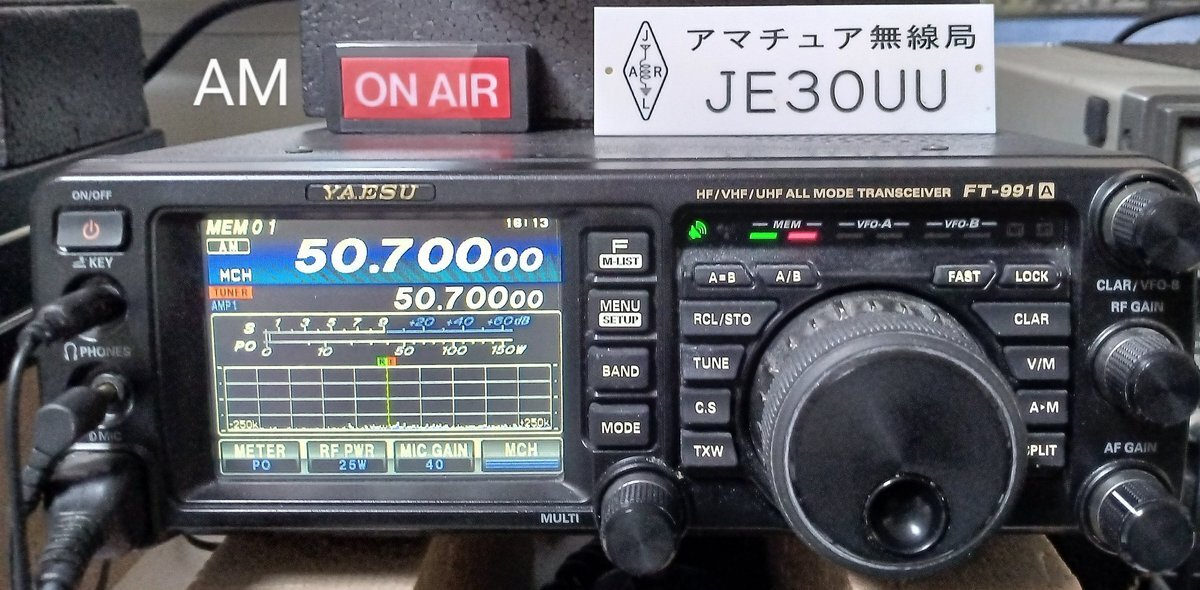 AM
ON AIR
J
A R
L
アマチュア無線局
JE3OUU
ON/OFF
YAESU
HF/VHF/UHF ALL MODE TRANSCEIVER FT-991A
KEY
PHONES
MIC
MEM 01 16:13
AM
50.70000
MCH
TUNER
AMP1
50.70000
S 1 3 5 7 9 +20 +40 +60dB
PO 0 10 50 100 150W
-250k +250k
METER RF PWR MIC GAIN MCH
PO 25W 40
MULTI
F
M-LIST
MENU
SETUP
BAND
MODE
MEM VFO-A VFO-B
A=B A/B FAST LOCK
RCL/STO CLAR
TUNE V/M
C.S A▸M
TXW SPLIT
CLAR/VFO-B
RF GAIN
AF GAIN